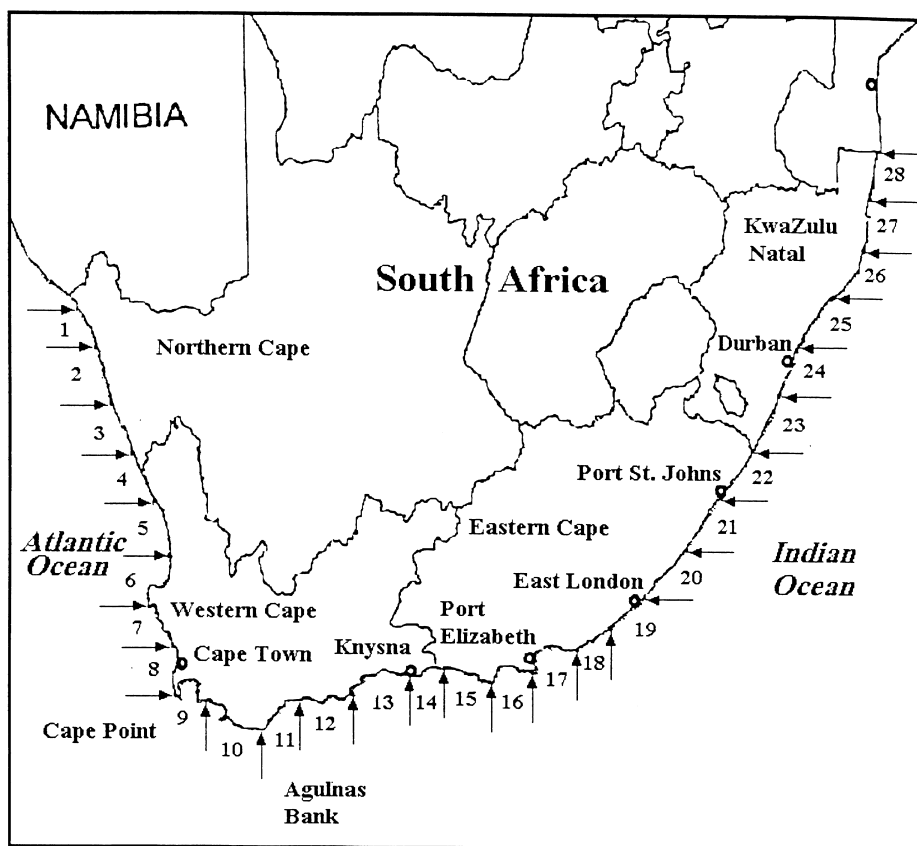 NAMIBIA
28
27
KwaZulu
Natal
26
South Africa
25
1
Northern Cape
Durban
24
2
23
3
4
Port St. Johns
22
5
Eastern Cape
21
Atlantic
Ocean
Indian
Ocean
20
6
Western Cape
East London
19
7
Port
Elizabeth
18
8
Cape Town
Knysna
17
9
13
14
15
16
Cape Point
10
11
12
Agulnas
Bank